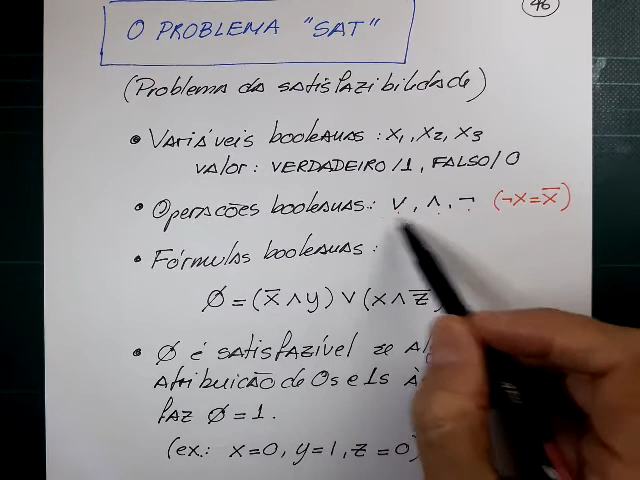 46
O PROBLEMA "SAT"
(Problema da satisfazibilidade)
• Variáveis booleanas : x1, x2, x3
valor : VERDADEIRO/1, FALSO/0
• Operações booleanas: ∨, ∧, ¬ (¬x = x̅)
• Fórmulas booleanas :
Ø = (x̅ ∧ y) ∨ (x ∧ z̅)
• Ø é satisfazível se
atribuição de 0s e 1s
faz Ø = 1.
(ex.: x=0, y=1, z=0)